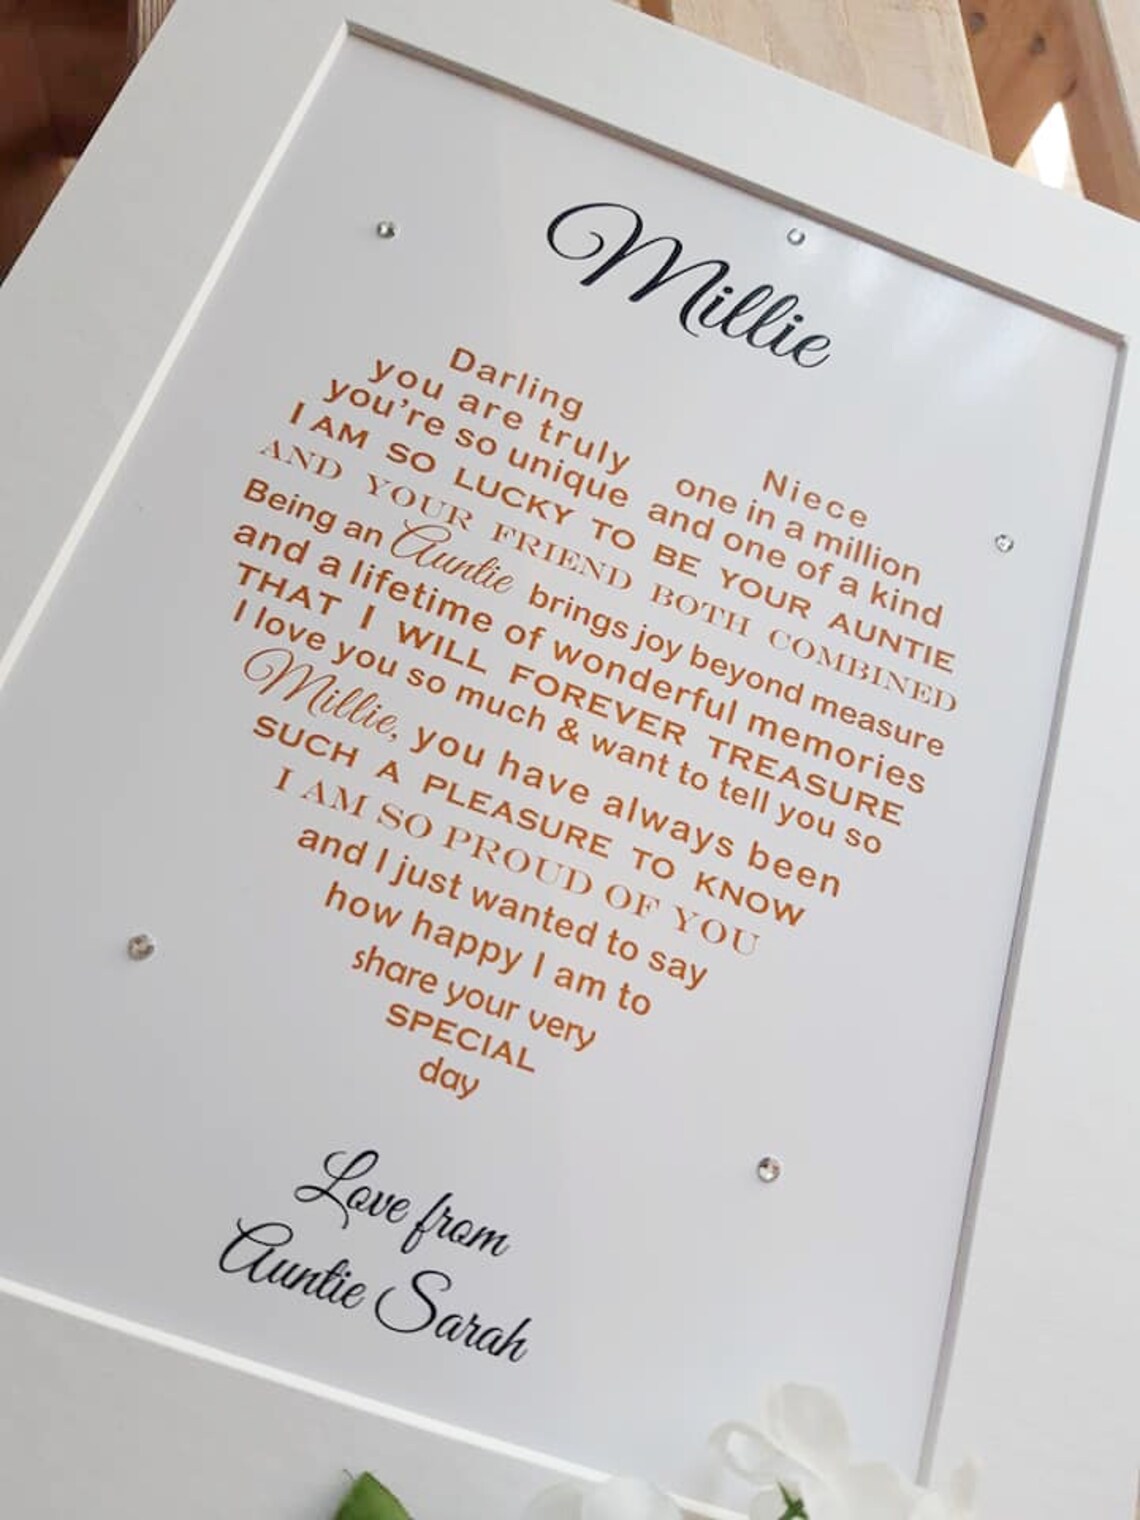 Millie
Darling Niece
you are truly one in a million
you're so unique and one of a kind
I AM SO LUCKY TO BE YOUR AUNTIE
AND YOUR FRIEND BOTH COMBINED
Being an Auntie brings joy beyond measure
and a lifetime of wonderful memories
THAT I WILL FOREVER TREASURE
I love you so much & want to tell you so
Millie, you have always been
SUCH A PLEASURE TO KNOW
I AM SO PROUD OF YOU
and I just wanted to say
how happy I am to
share your very
SPECIAL
day
Love from
Auntie Sarah